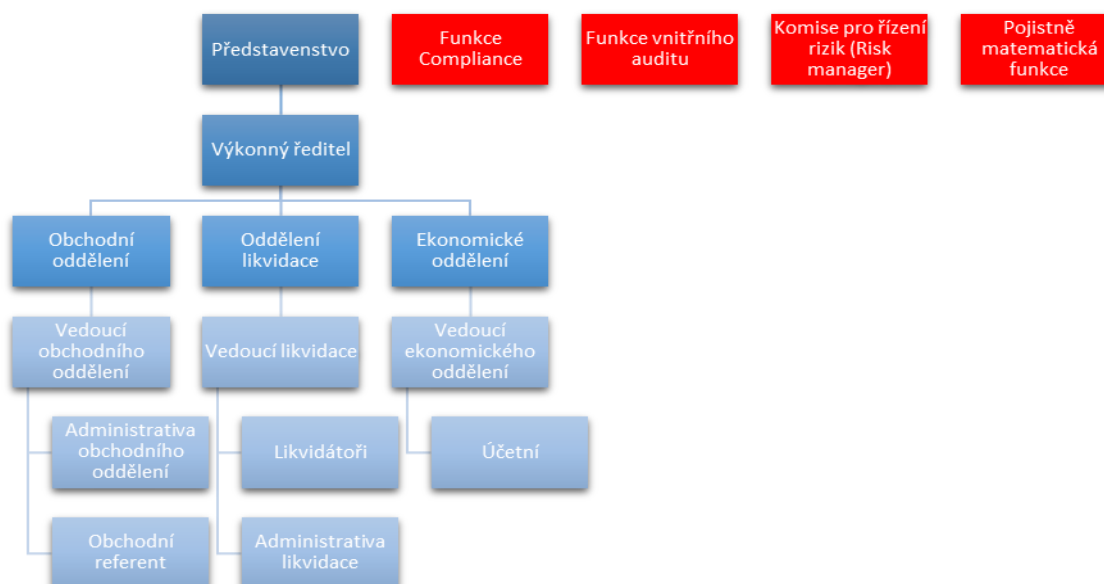 Představenstvo
Funkce
Compliance
Funkce vnitřního
auditu
Komise pro řízení
rizik (Risk
manager)
Pojistně
matematická
funkce
Výkonný ředitel
Obchodní
oddělení
Oddělení
likvidace
Ekonomické
oddělení
Vedoucí
obchodního
oddělení
Vedoucí likvidace
Vedoucí
ekonomického
oddělení
Administrativa
obchodního
oddělení
Likvidátoři
Účetní
Obchodní
referent
Administrativa
likvidace